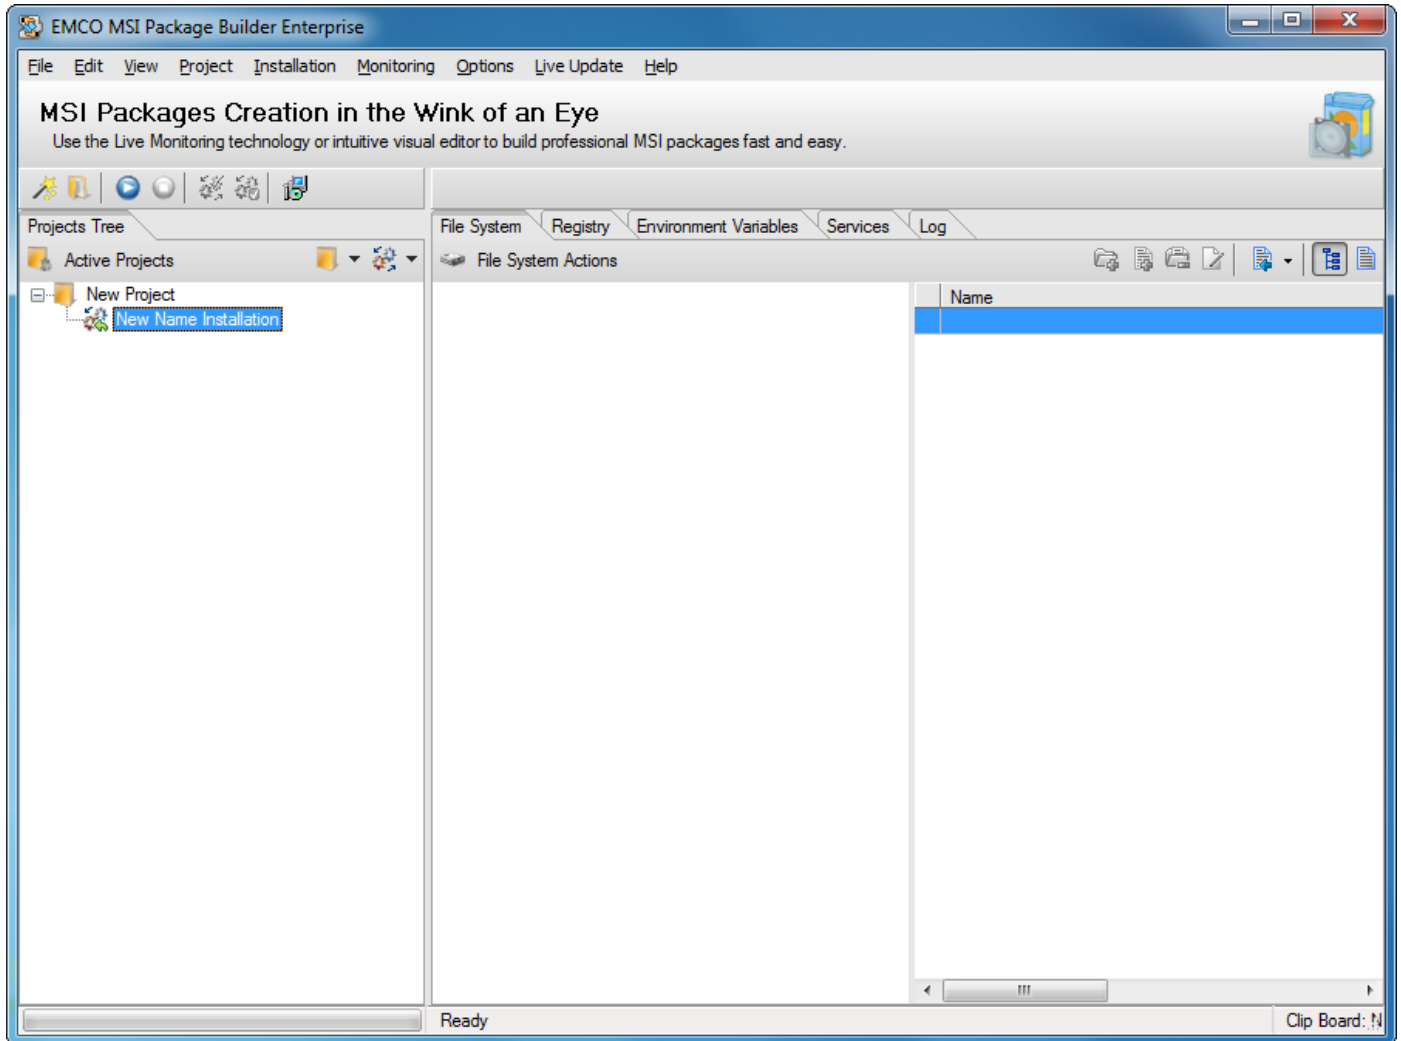 EMCO MSI Package Builder Enterprise
File Edit View Project Installation Monitoring Options Live Update Help
MSI Packages Creation in the Wink of an Eye
Use the Live Monitoring technology or intuitive visual editor to build professional MSI packages fast and easy.
Projects Tree
File System Registry Environment Variables Services Log
Active Projects
File System Actions
New Project
Name
New Name Installation
Ready
Clip Board: N